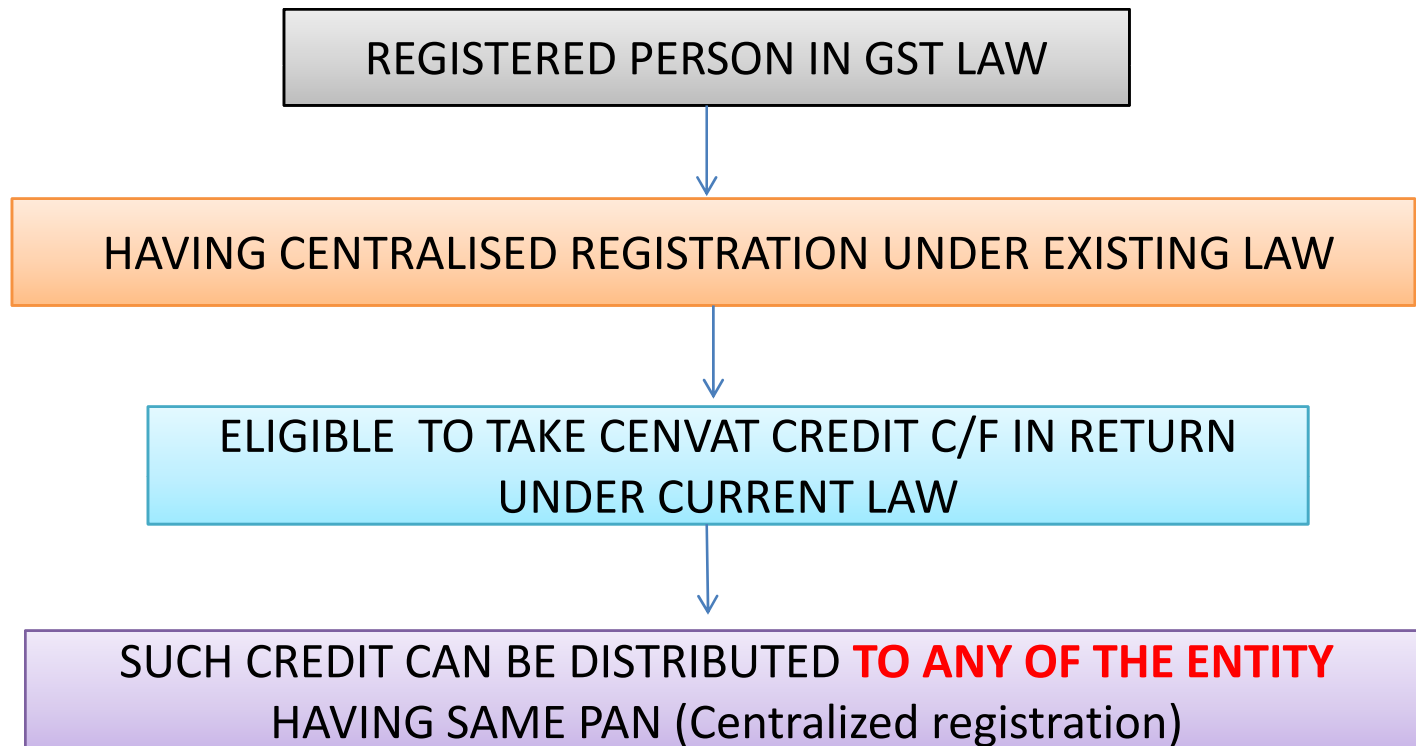 REGISTERED PERSON IN GST LAW
HAVING CENTRALISED REGISTRATION UNDER EXISTING LAW
ELIGIBLE  TO TAKE CENVAT CREDIT C/F IN RETURN
UNDER CURRENT LAW
SUCH CREDIT CAN BE DISTRIBUTED TO ANY OF THE ENTITY
HAVING SAME PAN (Centralized registration)